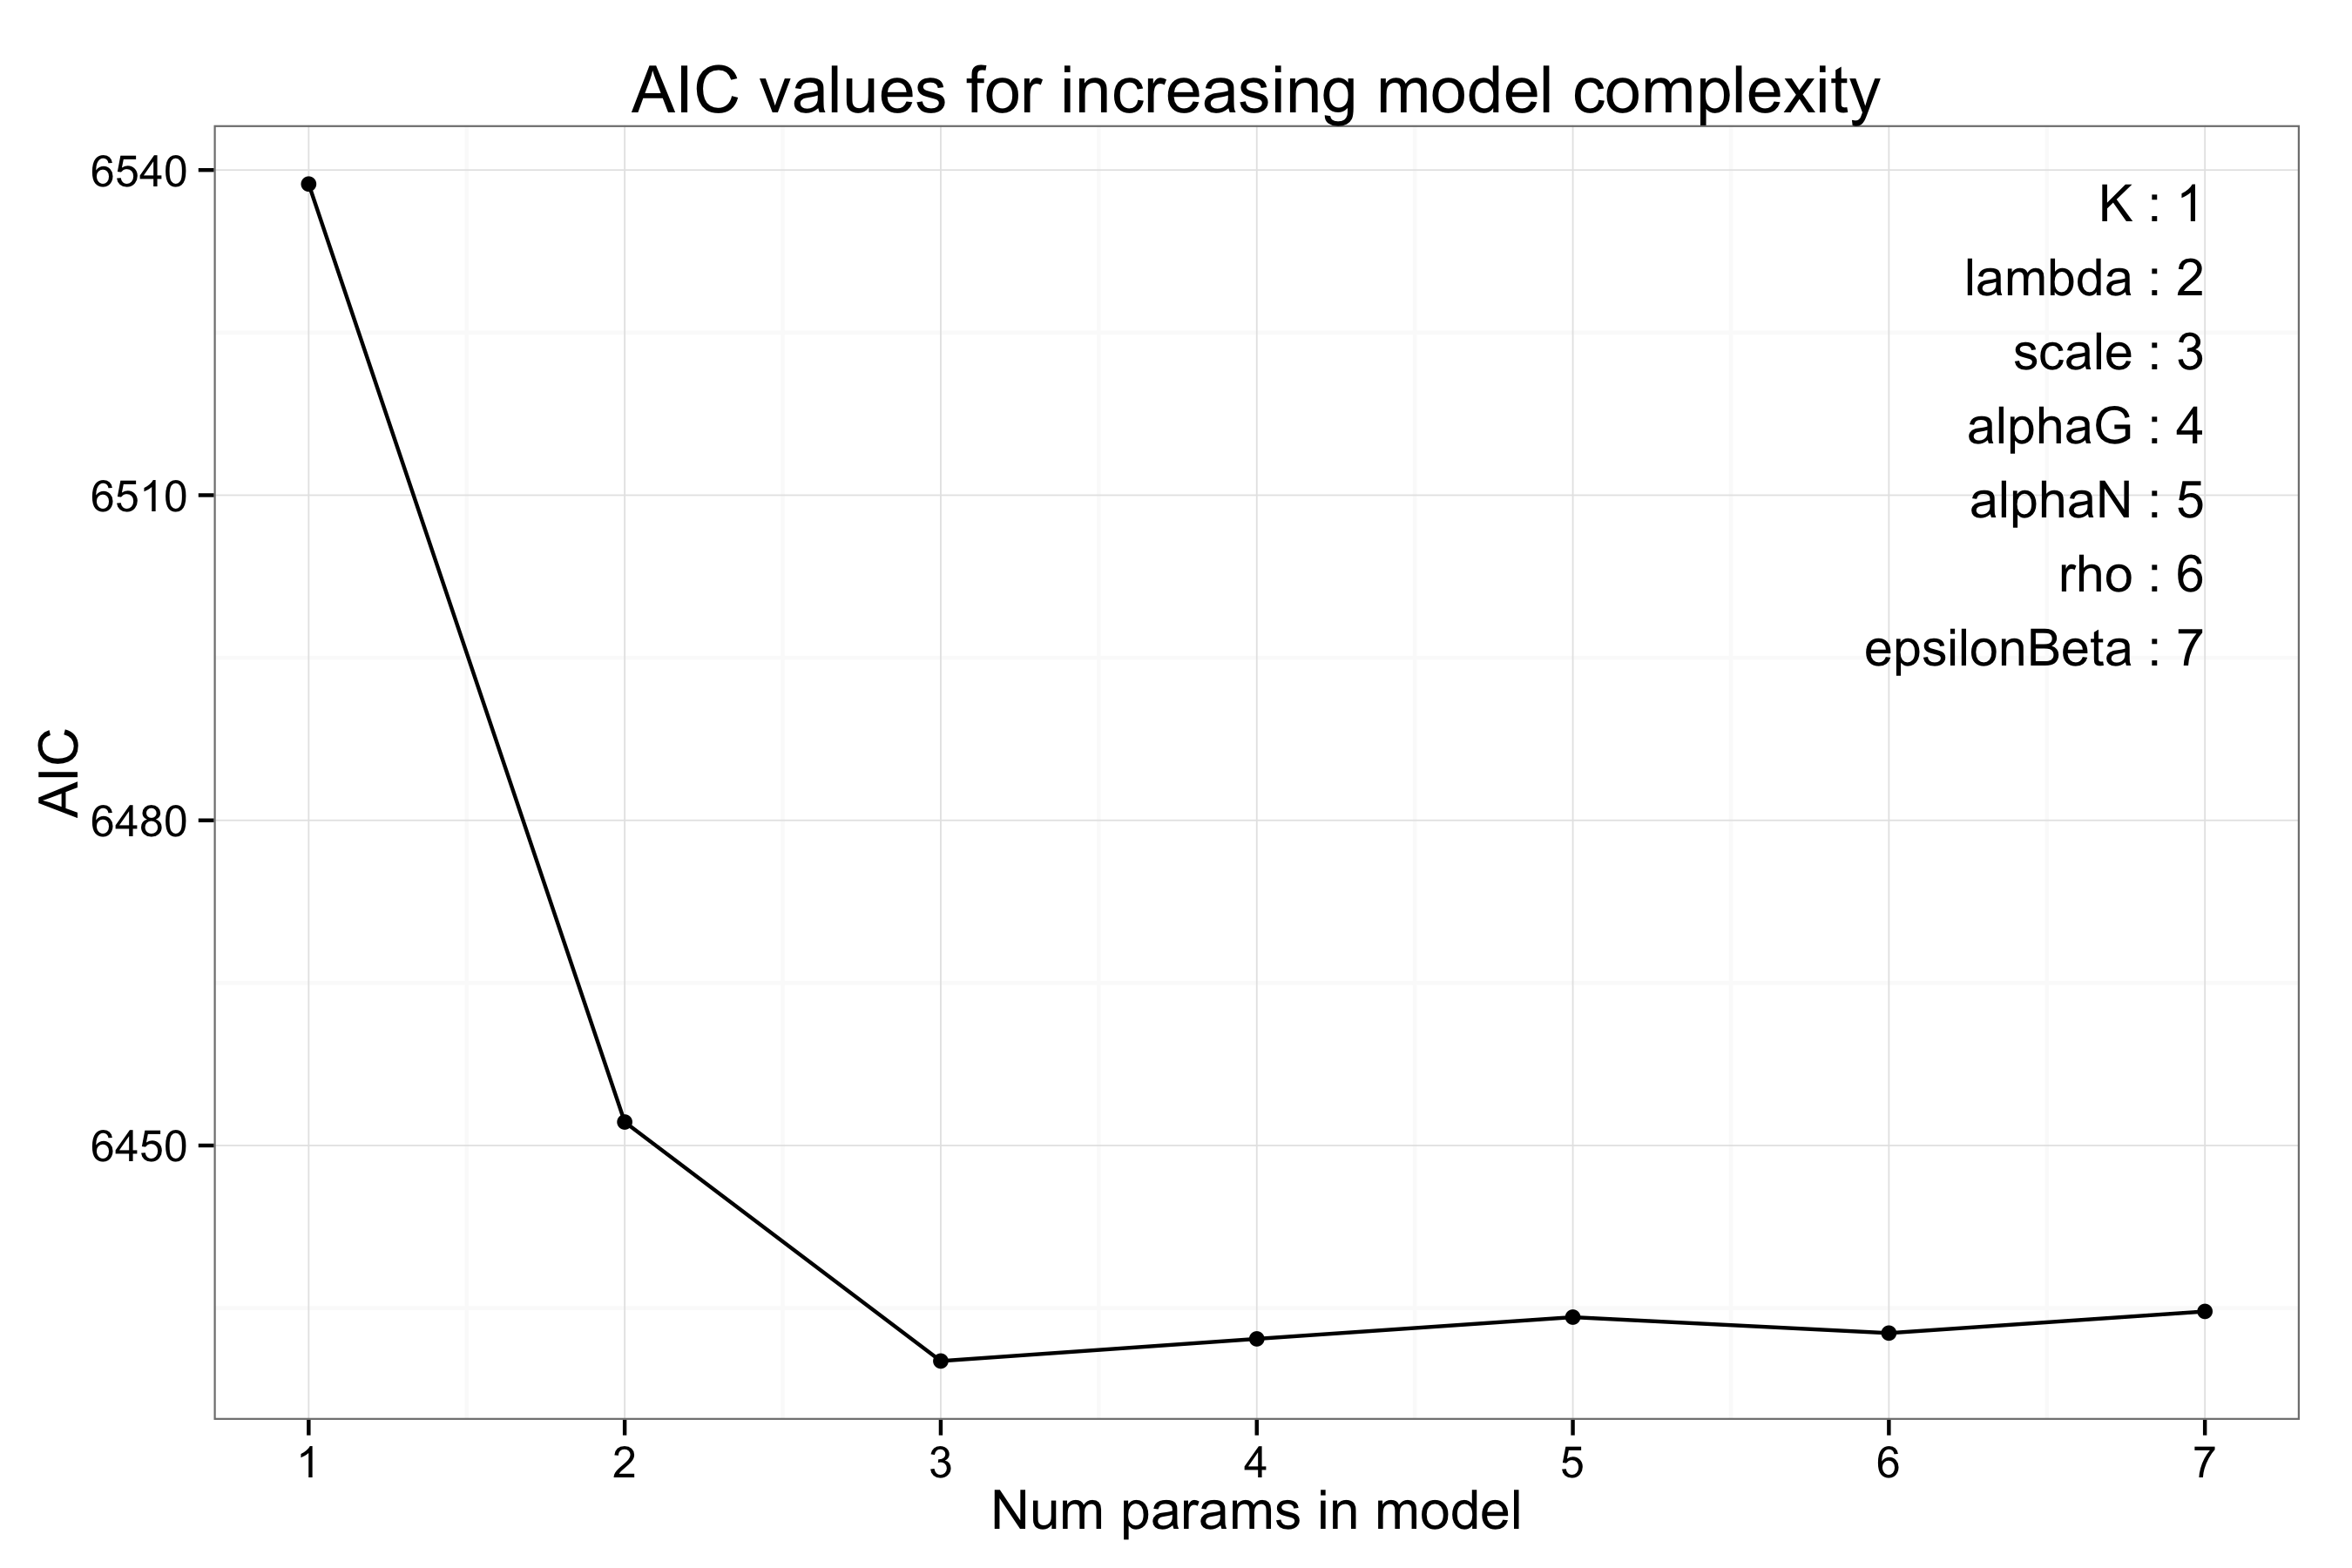 AIC values for increasing model complexity
6540
6510
6480
6450
AIC
K : 1
lambda : 2
scale : 3
alphaG : 4
alphaN : 5
rho : 6
epsilonBeta : 7
1 2 3 4 5 6 7
Num params in model